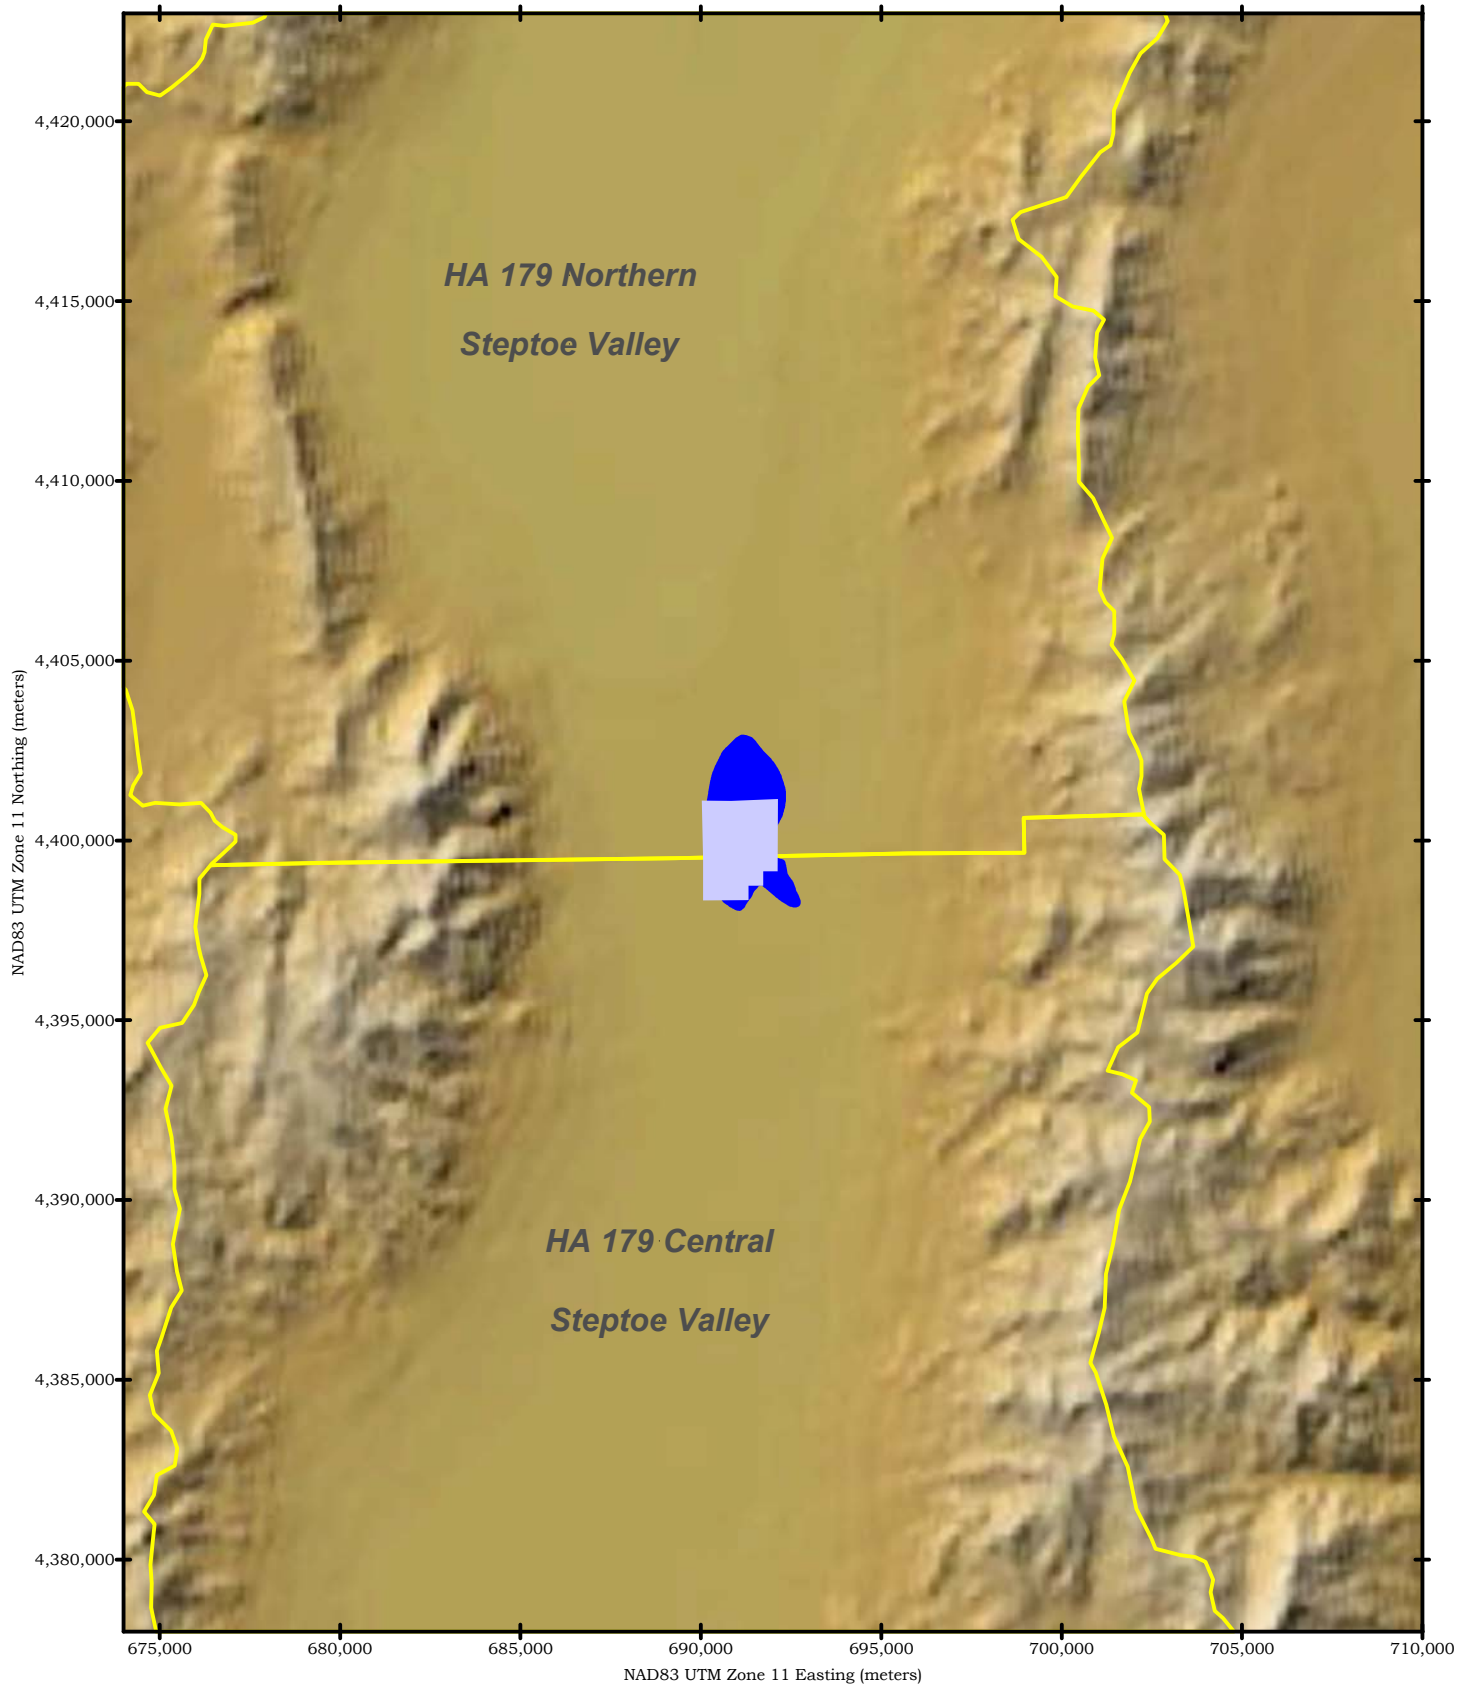 4,420,000
HA 179 Northern
4,415,000
Steptoe Valley
4,410,000
4,405,000
NAD83 UTM Zone 11 Northing (meters)
4,400,000
4,395,000
4,390,000
HA 179 Central
Steptoe Valley
4,385,000
4,380,000
675,000 680,000 685,000 690,000 695,000 700,000 705,000 710,000
NAD83 UTM Zone 11 Easting (meters)